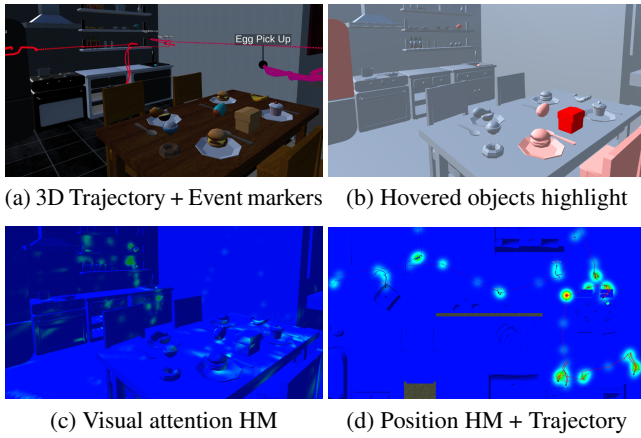 Egg Pick Up
(a) 3D Trajectory + Event markers
(b) Hovered objects highlight
(c) Visual attention HM
(d) Position HM + Trajectory